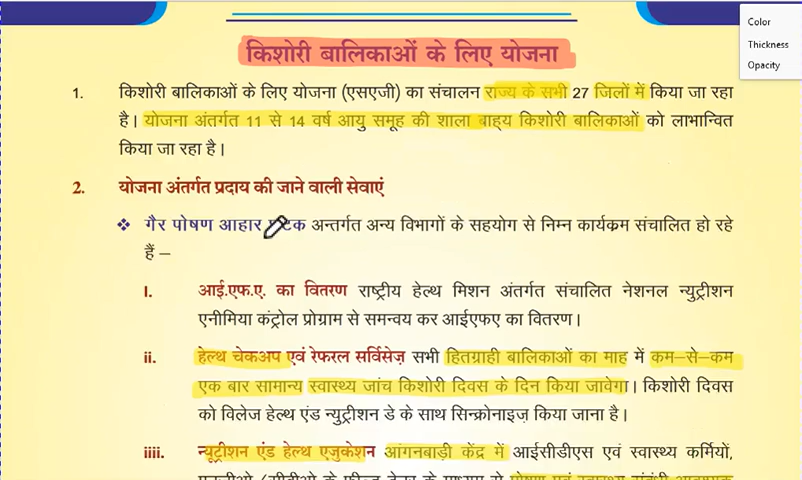 किशोरी बालिकाओं के लिए योजना
Color
Thickness
Opacity
1. किशोरी बालिकाओं के लिए योजना (एसएजी) का संचालन राज्य के सभी 27 जिलों में किया जा रहा
है। योजना अंतर्गत 11 से 14 वर्ष आयु समूह की शाला बाह्य किशोरी बालिकाओं को लाभान्वित
किया जा रहा है।
2. योजना अंतर्गत प्रदाय की जाने वाली सेवाएं
❖ गैर पोषण आहार अन्तर्गत अन्य विभागों के सहयोग से निम्न कार्यक्रम संचालित हो रहे
हैं –
I. आई.एफ.ए. का वितरण राष्ट्रीय हेल्थ मिशन अंतर्गत संचालित नेशनल न्युट्रीशन
एनीमिया कंट्रोल प्रोग्राम से समन्वय कर आईएफए का वितरण।
ii. हेल्थ चेकअप एवं रेफरल सर्विसेज़ सभी हितग्राही बालिकाओं का माह में कम–से–कम
एक बार सामान्य स्वास्थ्य जांच किशोरी दिवस के दिन किया जावेगा। किशोरी दिवस
को विलेज हेल्थ एंड न्युट्रीशन डे के साथ सिन्क्रोनाइज़ किया जाना है।
iiii. न्यूट्रीशन एंड हेल्थ एजुकेशन आंगनबाड़ी केंद्र में आईसीडीएस एवं स्वास्थ्य कर्मियों,